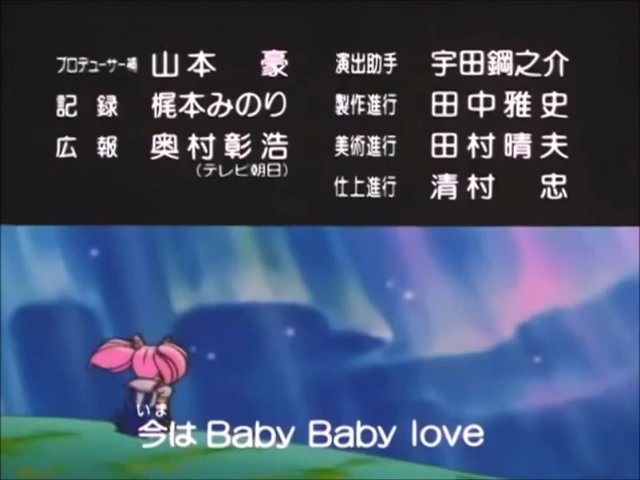 プロデューサー補 山本 豪
記録 梶本みのり
広報 奥村彰浩
(テレビ朝日)
演出助手 宇田鋼之介
製作進行 田中雅史
美術進行 田村晴夫
仕上進行 清村 忠
いま
今は Baby Baby love